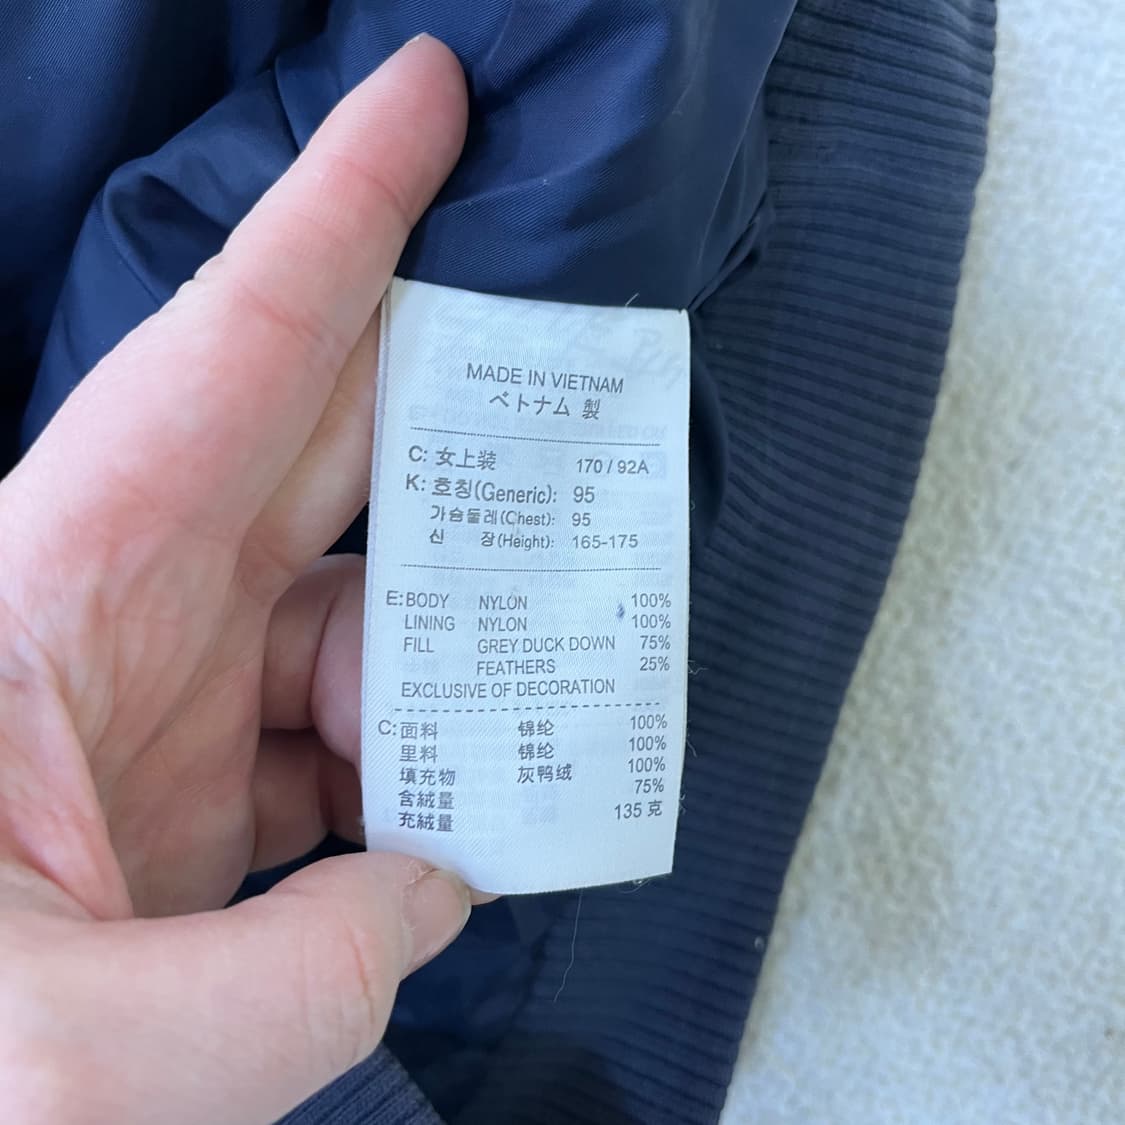 MADE IN VIETNAM
ベトナム 製
C: 女上装 170 / 92A
K: 호칭(Generic): 95
가슴둘레(Chest): 95
신 장(Height): 165-175
E: BODY NYLON 100%
LINING NYLON 100%
FILL GREY DUCK DOWN 75%
FEATHERS 25%
EXCLUSIVE OF DECORATION
C: 面料 锦纶 100%
里料 锦纶 100%
填充物 灰鸭绒 100%
含絨量 75%
充絨量 135 克